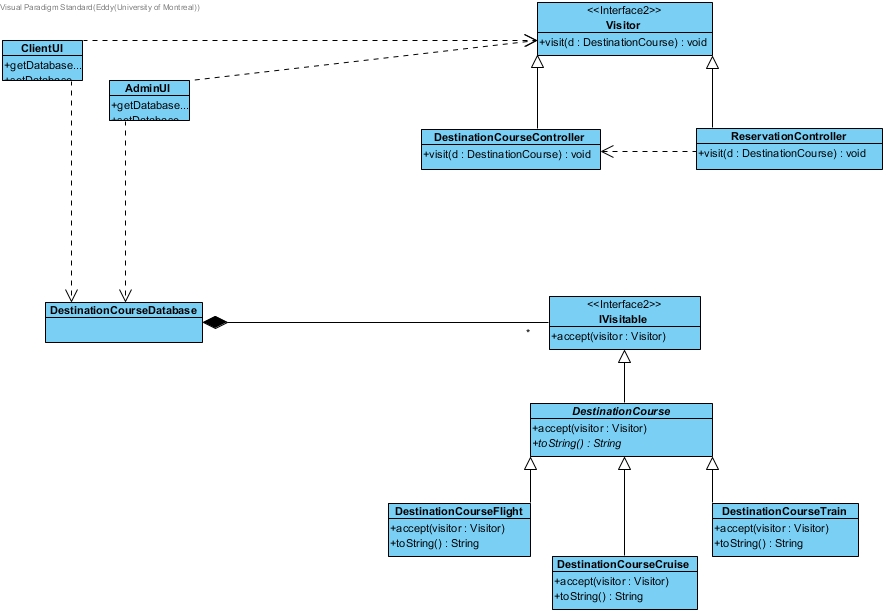 Visual Paradigm Standard(Eddy(University of Montreal))
<<Interface2>>
Visitor
+visit(d : DestinationCourse) : void
ClientUI
+getDatabase...
+setDatabase
AdminUI
+getDatabase...
+setDatabase
DestinationCourseController
+visit(d : DestinationCourse) : void
ReservationController
+visit(d : DestinationCourse) : void
DestinationCourseDatabase
<<Interface2>>
IVisitable
+accept(visitor : Visitor)
*
DestinationCourse
+accept(visitor : Visitor)
+toString() : String
DestinationCourseFlight
+accept(visitor : Visitor)
+toString() : String
DestinationCourseTrain
+accept(visitor : Visitor)
+toString() : String
DestinationCourseCruise
+accept(visitor : Visitor)
+toString() : String